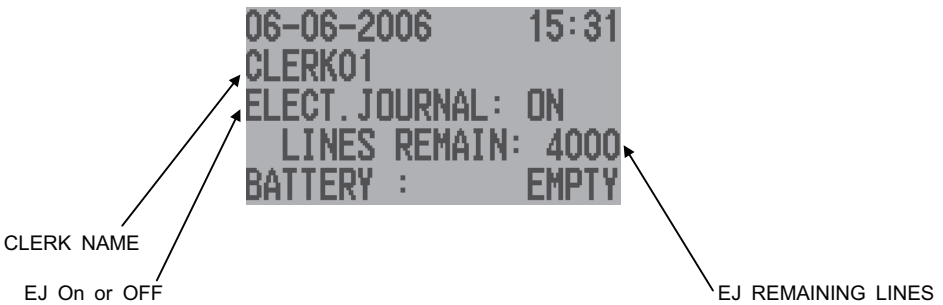 06-06-2006 15:31
CLERK01
ELECT.JOURNAL: ON
LINES REMAIN: 4000
BATTERY : EMPTY
CLERK NAME
EJ On or OFF
EJ REMAINING LINES